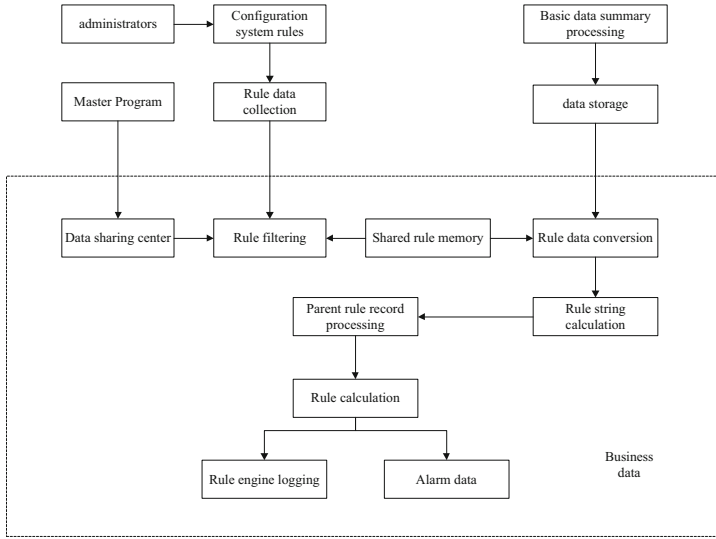 administrators
Configuration
system rules
Basic data summary
processing
Master Program
Rule data
collection
data storage
Data sharing center
Rule filtering
Shared rule memory
Rule data conversion
Parent rule record
processing
Rule string
calculation
Rule calculation
Rule engine logging
Alarm data
Business
data